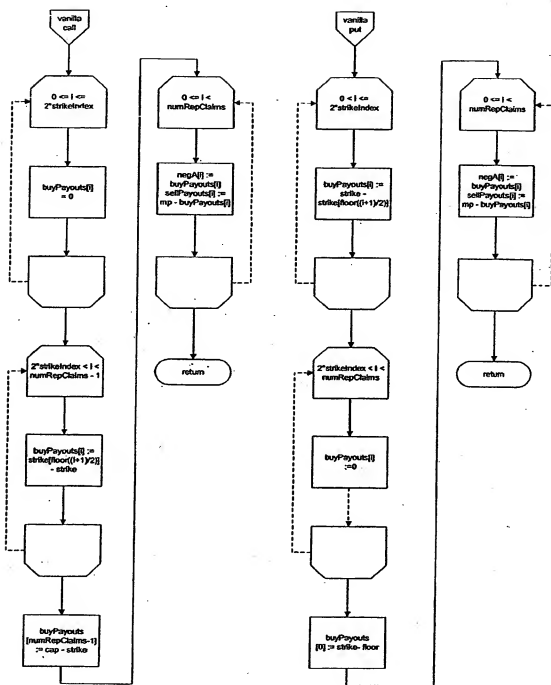 vanilla
call
0 <= i <=
2*strikeIndex
buyPayouts[i]
= 0
2*strikeIndex < i <
numRepClaims - 1
buyPayouts[i] :=
strike[floor((i+1)/2)]
- strike
buyPayouts
[numRepClaims-1]
:= cap - strike
0 <= i <
numRepClaims
negA[i] :=
buyPayouts[i]
sellPayouts[i] :=
mp - buyPayouts[i]
return
vanilla
put
0 < i <=
2*strikeIndex
buyPayouts[i] :=
strike -
strike[floor((i+1)/2)]
2*strikeIndex < i <
numRepClaims
buyPayouts[i]
:=0
buyPayouts
[0] := strike- floor
0 <= i <
numRepClaims
negA[i] :=
buyPayouts[i]
sellPayouts[i] :=
mp - buyPayouts[i]
return